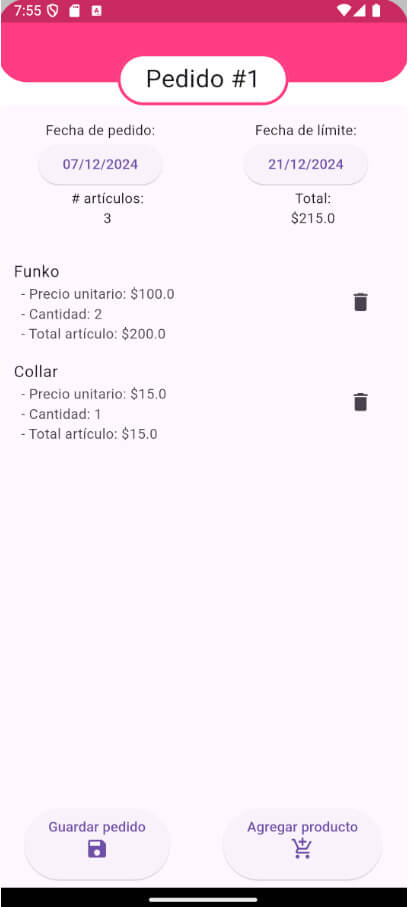 7:55
Pedido #1
Fecha de pedido:
Fecha de límite:
07/12/2024
21/12/2024
# artículos:
Total:
3
$215.0
Funko
- Precio unitario: $100.0
- Cantidad: 2
- Total artículo: $200.0
Collar
- Precio unitario: $15.0
- Cantidad: 1
- Total artículo: $15.0
Guardar pedido
Agregar producto